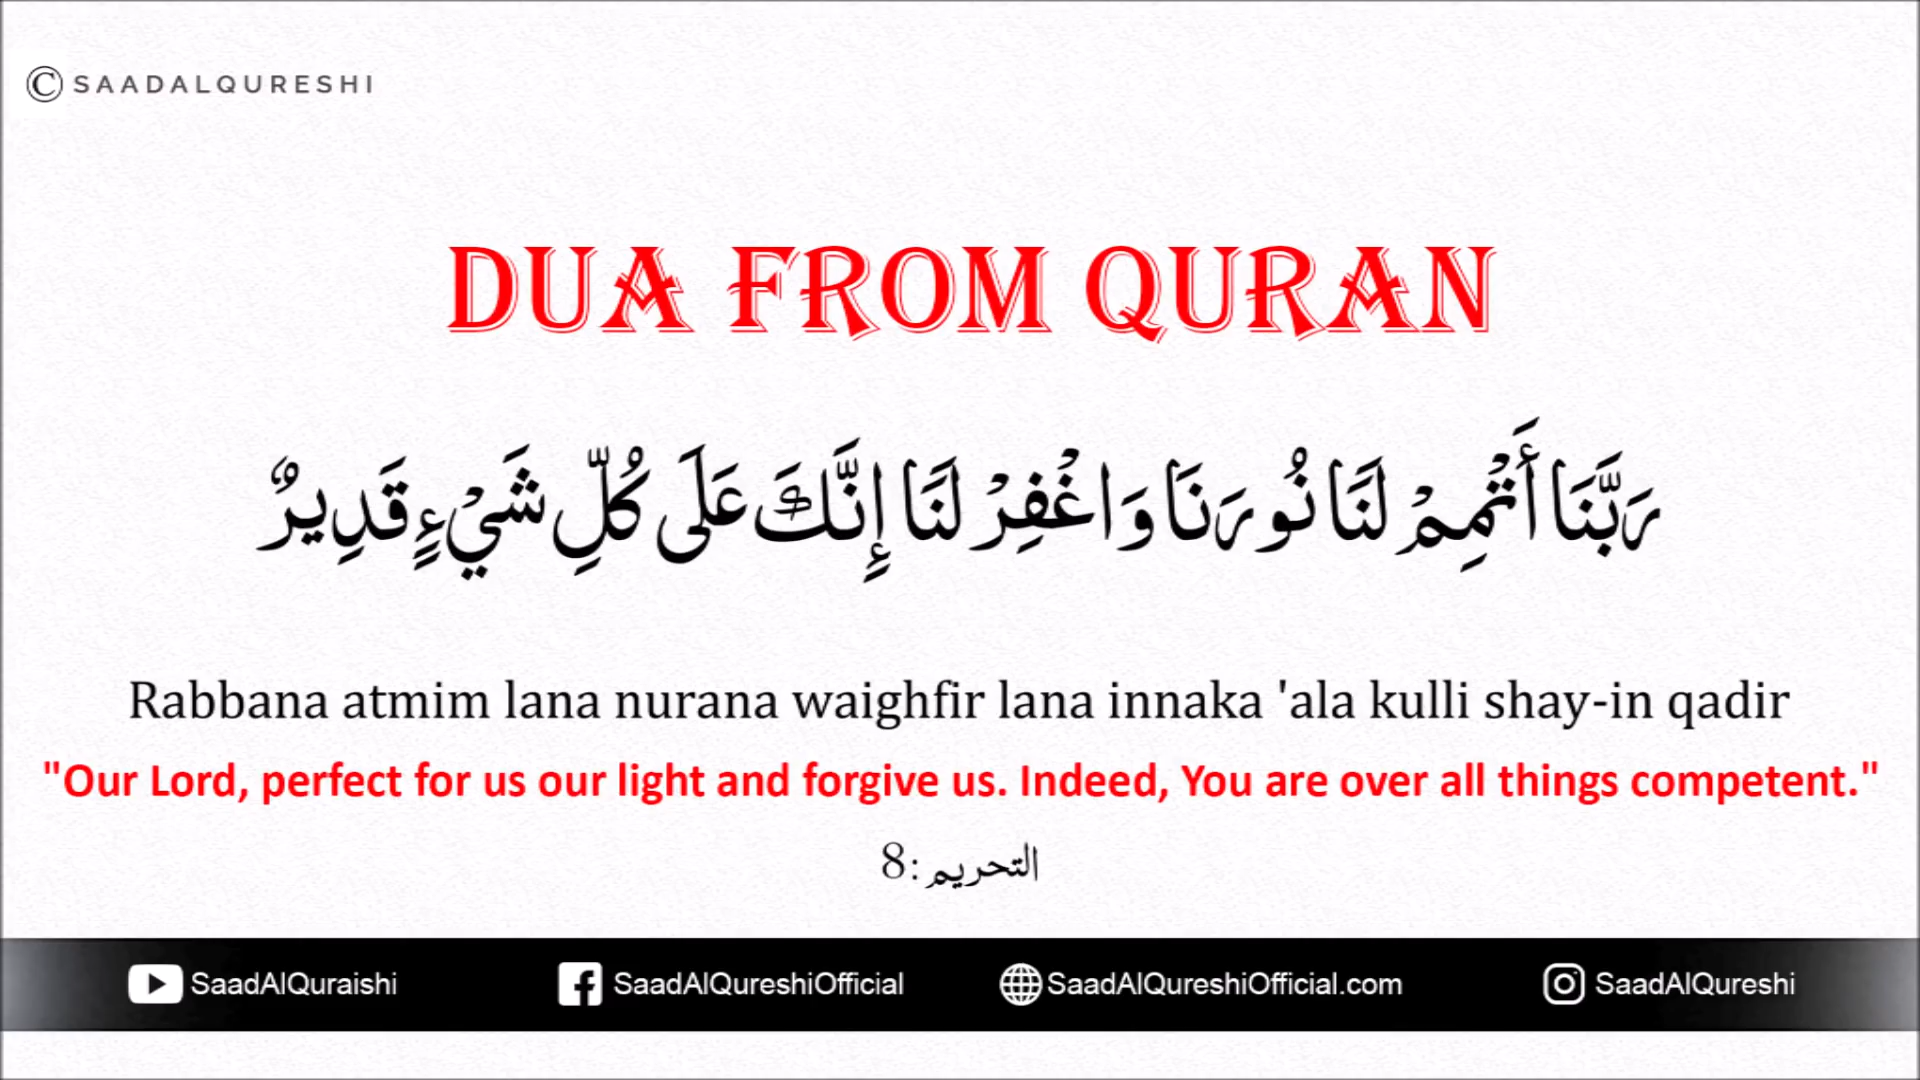 © SAADALQURESHI
DUA FROM QURAN
رَبَّنَا أَتْمِمْ لَنَا نُورَنَا وَاغْفِرْ لَنَا إِنَّكَ عَلَى كُلِّ شَيْءٍ قَدِيرٌ
Rabbana atmim lana nurana waighfir lana innaka 'ala kulli shay-in qadir
"Our Lord, perfect for us our light and forgive us. Indeed, You are over all things competent."
التحريم:8
SaadAlQuraishi SaadAlQureshiOfficial SaadAlQureshiOfficial.com SaadAlQureshi